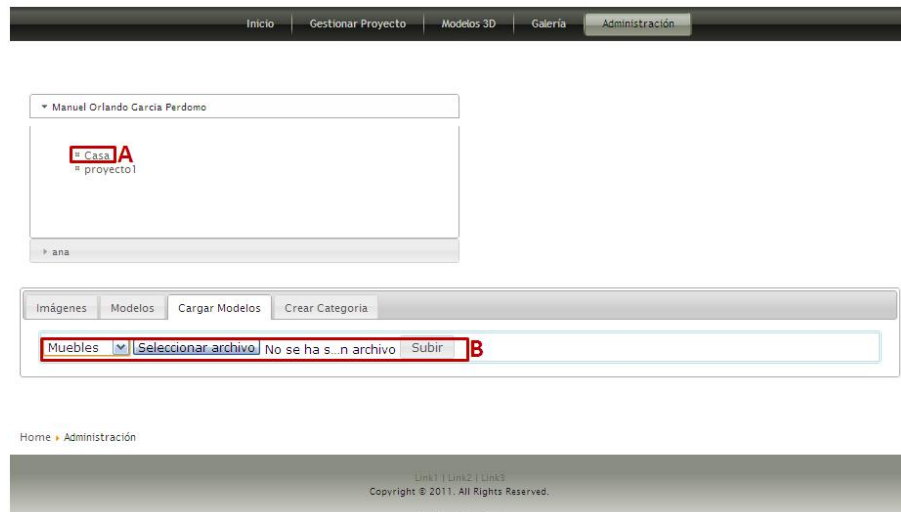 Inicio Gestionar Proyecto Modelos 3D Galería Administración
Manuel Orlando Garcia Perdomo
Casa A
proyecto1
ana
Imágenes Modelos Cargar Modelos Crear Categoria
Muebles Seleccionar archivo No se ha s...n archivo Subir B
Home Administración
Link1 | Link2 | Link3
Copyright © 2011. All Rights Reserved.